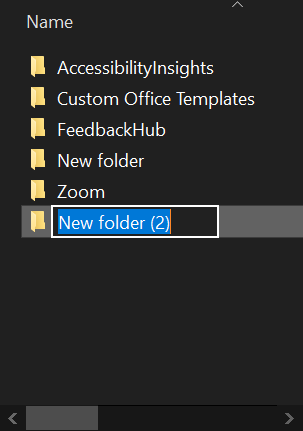 Name
AccessibilityInsights
Custom Office Templates
FeedbackHub
New folder
Zoom
New folder (2)